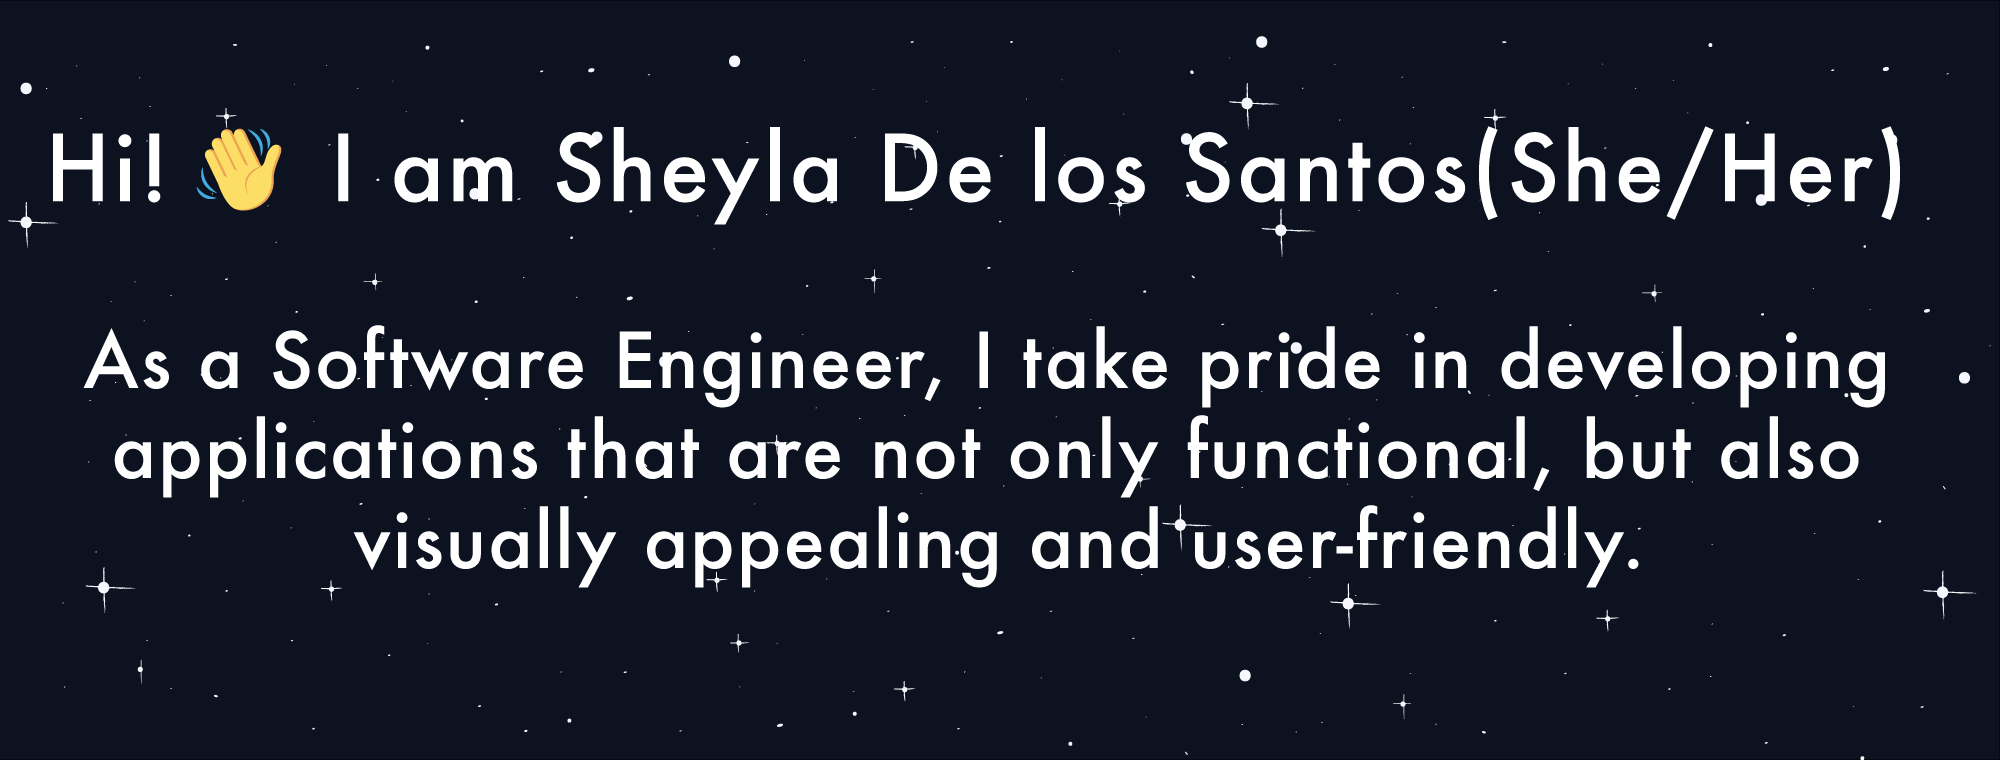 Hi! 👋 I am Sheyla De los Santos(She/Her)
As a Software Engineer, I take pride in developing
applications that are not only functional, but also
visually appealing and user-friendly.